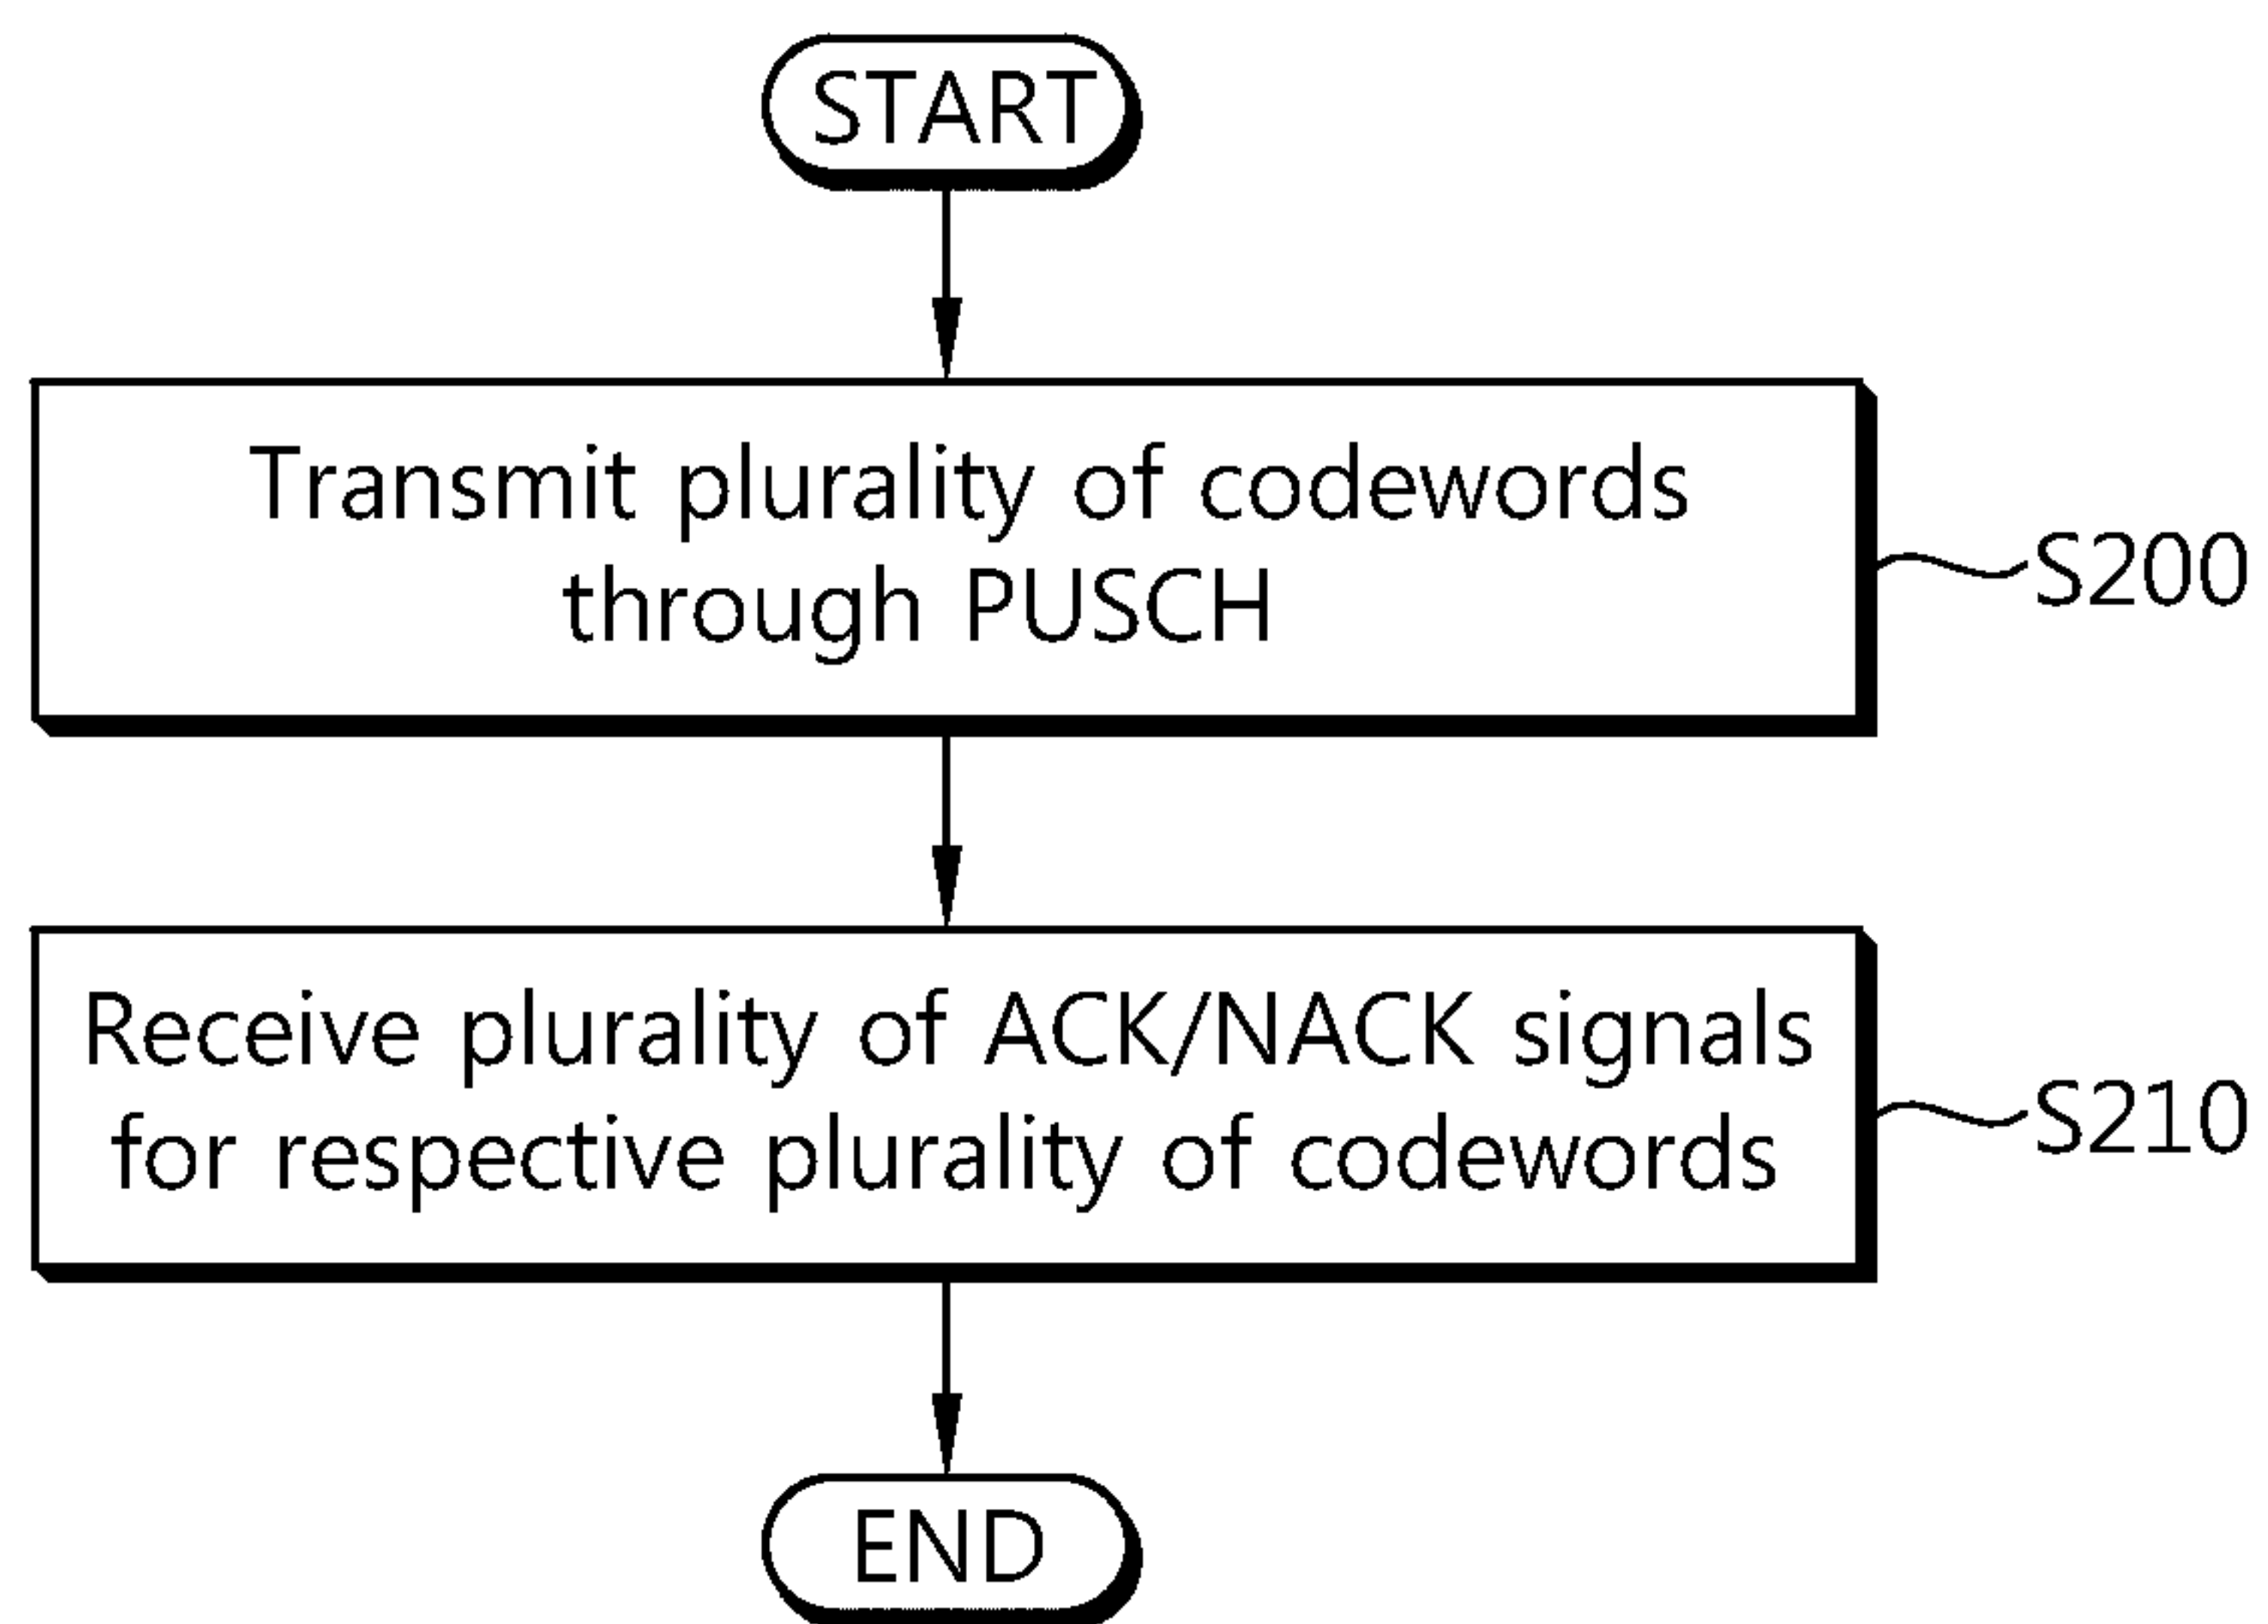 START
Transmit plurality of codewords
through PUSCH
S200
Receive plurality of ACK/NACK signals
for respective plurality of codewords
S210
END